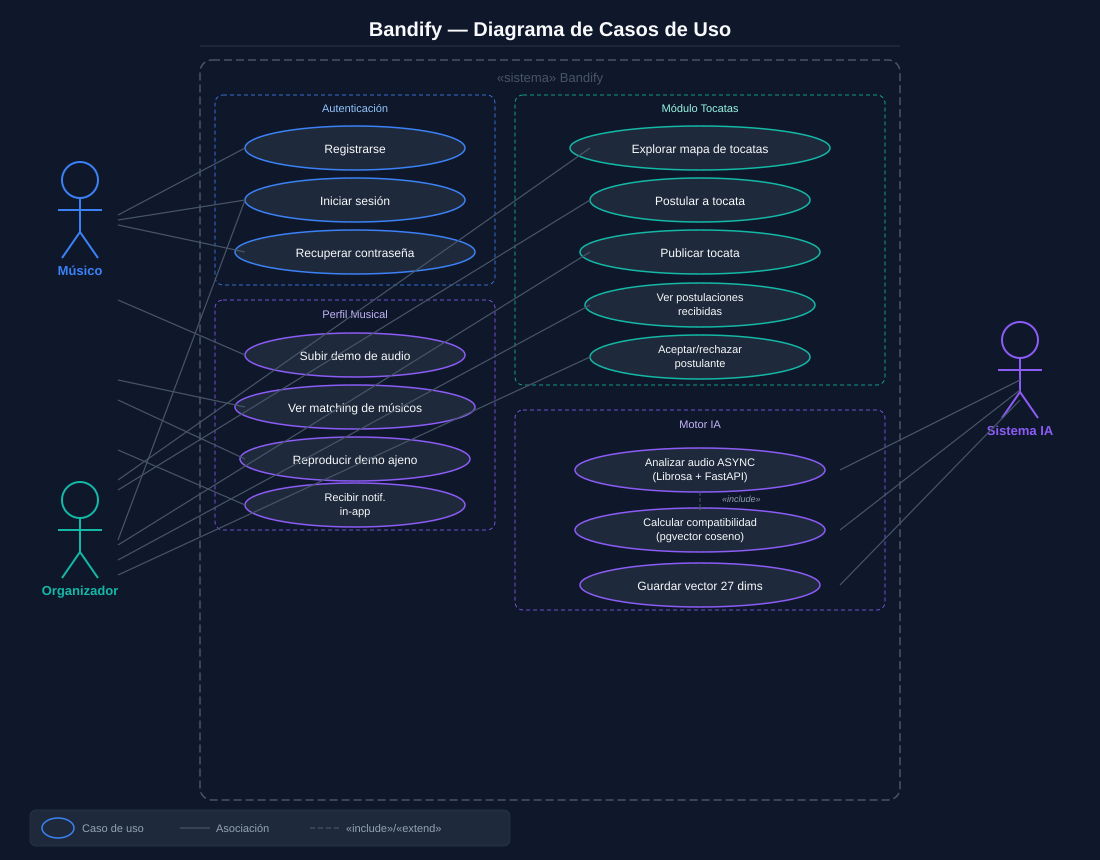 Bandify — Diagrama de Casos de Uso
«sistema» Bandify
Autenticación
Registrarse
Iniciar sesión
Recuperar contraseña
Músico
Perfil Musical
Subir demo de audio
Ver matching de músicos
Reproducir demo ajeno
Recibir notif.
in-app
Organizador
Módulo Tocatas
Explorar mapa de tocatas
Postular a tocata
Publicar tocata
Ver postulaciones
recibidas
Aceptar/rechazar
postulante
Motor IA
Analizar audio ASYNC
(Librosa + FastAPI)
«include»
Calcular compatibilidad
(pgvector coseno)
Guardar vector 27 dims
Sistema IA
Caso de uso
Asociación
«include»/«extend»